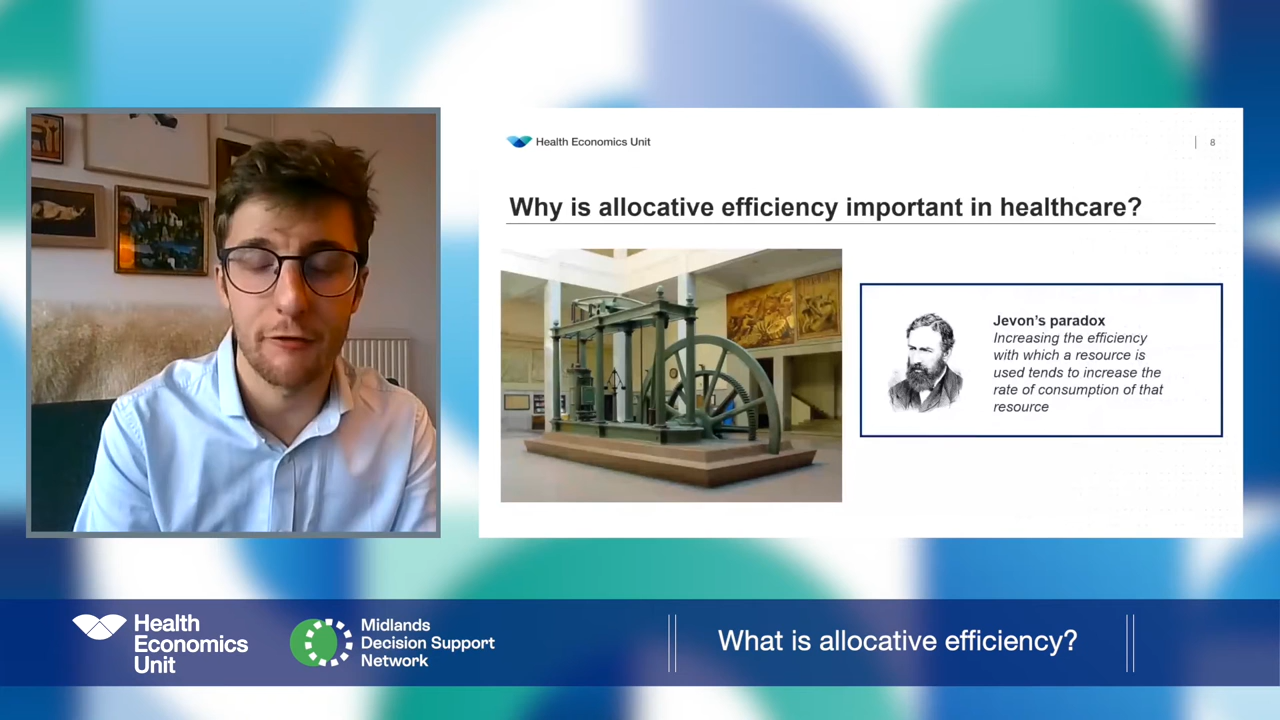 Health Economics Unit
8
Why is allocative efficiency important in healthcare?
Jevon’s paradox
Increasing the efficiency
with which a resource is
used tends to increase the
rate of consumption of that
resource
Health
Economics
Unit
Midlands
Decision Support
Network
What is allocative efficiency?